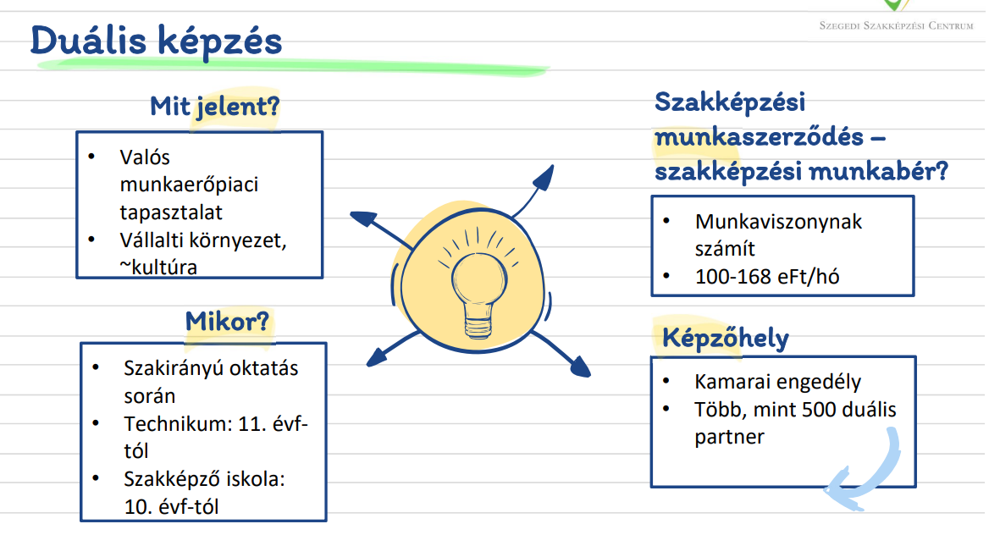 SZEGEDI SZAKKÉPZÉSI CENTRUM
Duális képzés
Mit jelent?
• Valós
munkaerőpiaci
tapasztalat
• Vállalti környezet,
~kultúra
Mikor?
• Szakirányú oktatás
során
• Technikum: 11. évf-
tól
• Szakképző iskola:
10. évf-tól
Szakképzési
munkaszerződés –
szakképzési munkabér?
• Munkaviszonynak
számít
• 100-168 eFt/hó
Képzőhely
• Kamarai engedély
• Több, mint 500 duális
partner